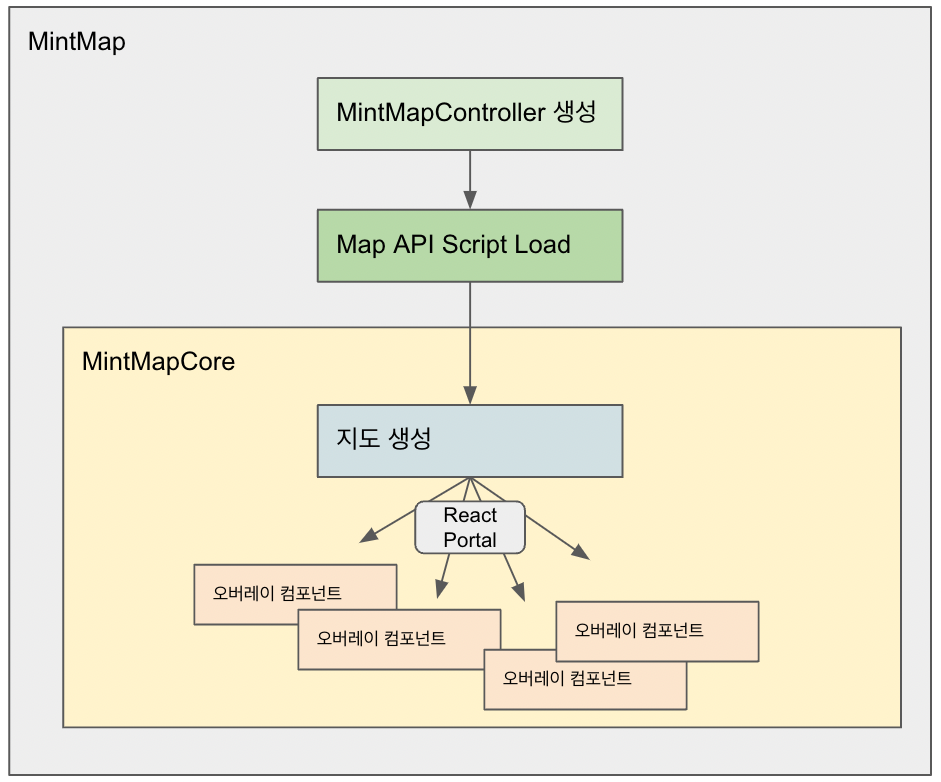 MintMap
MintMapController 생성
Map API Script Load
MintMapCore
지도 생성
React
Portal
오버레이 컴포넌트
오버레이 컴포넌트
오버레이 컴포넌트
오버레이 컴포넌트